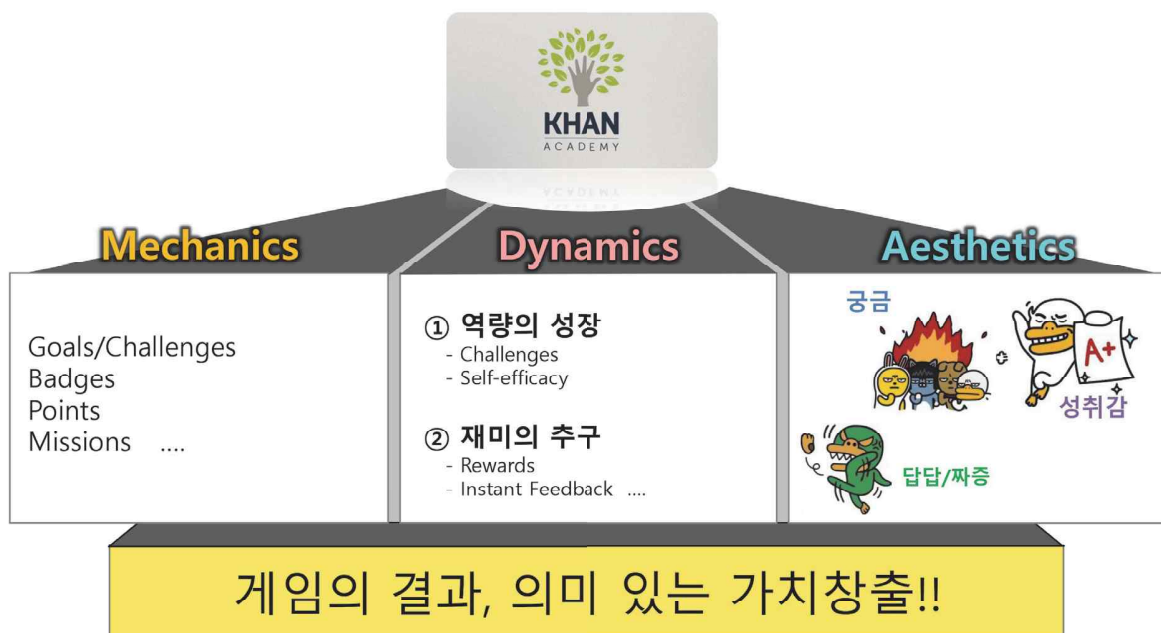 KHAN
ACADEMY
Mechanics
Goals/Challenges
Badges
Points
Missions ....
Dynamics
① 역량의 성장
- Challenges
- Self-efficacy
② 재미의 추구
- Rewards
- Instant Feedback ....
Aesthetics
궁금
A+
성취감
답답/짜증
게임의 결과, 의미 있는 가치창출!!